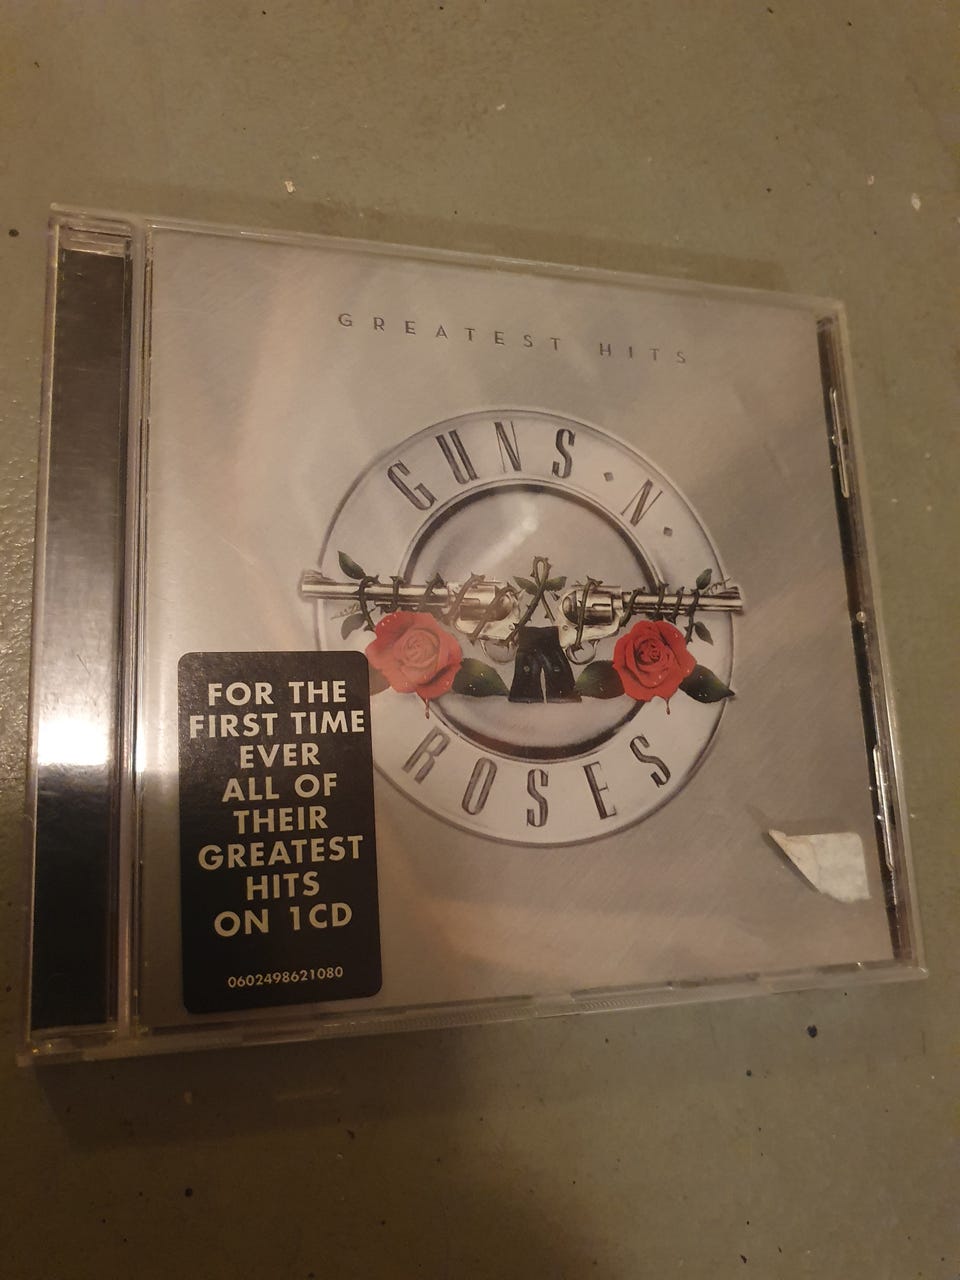 GREATEST HITS
GUNS · N ·
ROSES
FOR THE
FIRST TIME
EVER
ALL OF
THEIR
GREATEST
HITS
ON 1CD
0602498621080